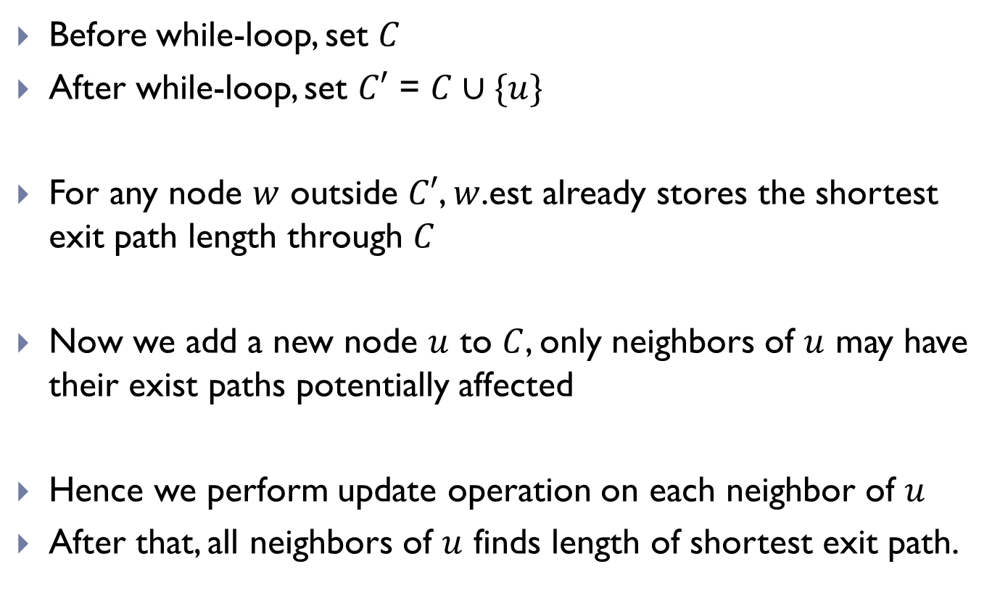 Before while-loop, set C
After while-loop, set C′ = C ∪ {u}
For any node w outside C′, w.est already stores the shortest
exit path length through C
Now we add a new node u to C, only neighbors of u may have
their exist paths potentially affected
Hence we perform update operation on each neighbor of u
After that, all neighbors of u finds length of shortest exit path.